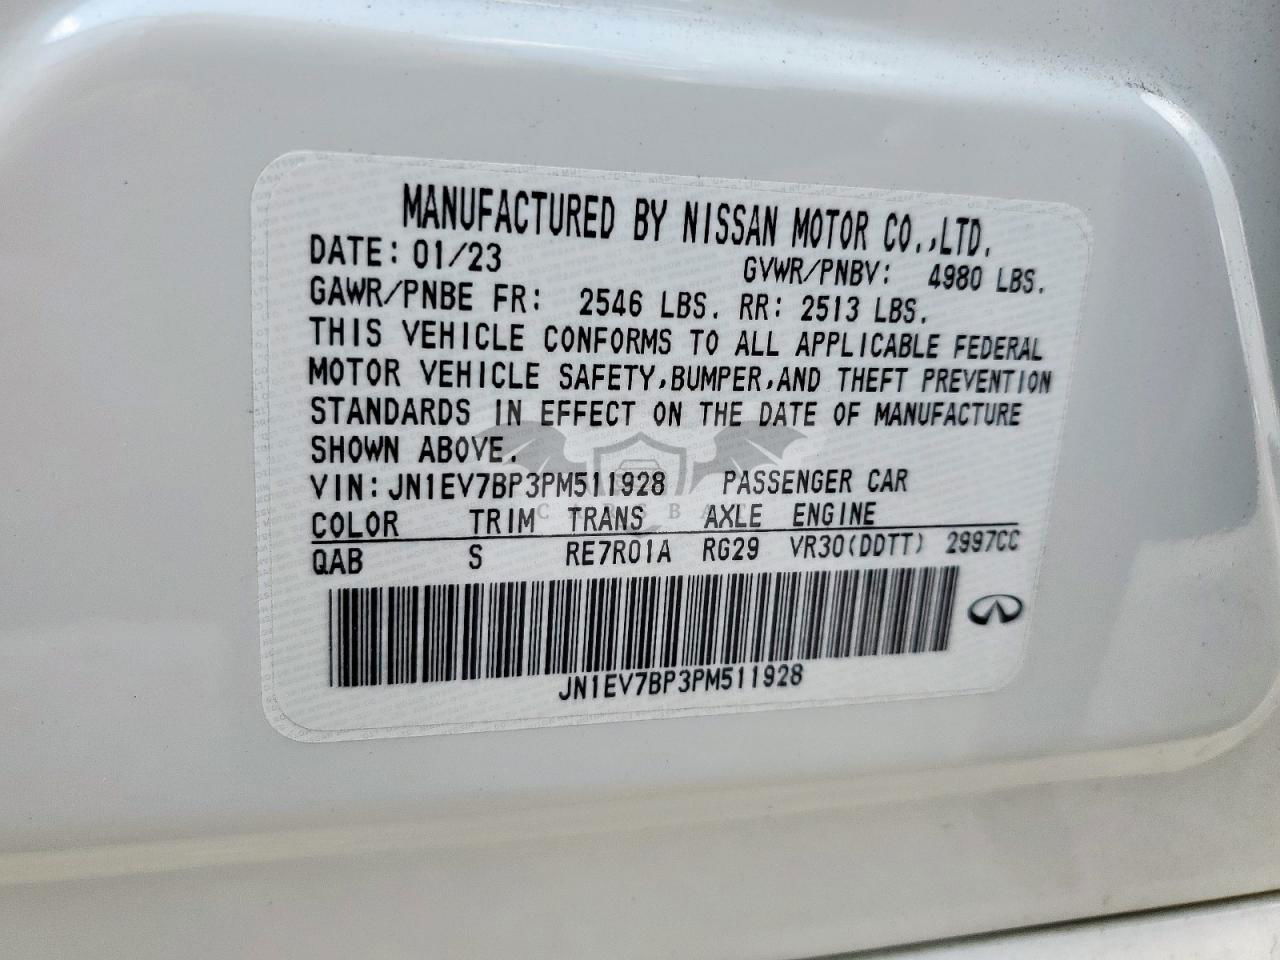 MANUFACTURED BY NISSAN MOTOR CO.,LTD.
DATE: 01/23 GVWR/PNBV: 4980 LBS.
GAWR/PNBE FR: 2546 LBS. RR: 2513 LBS.
THIS VEHICLE CONFORMS TO ALL APPLICABLE FEDERAL
MOTOR VEHICLE SAFETY,BUMPER,AND THEFT PREVENTION
STANDARDS IN EFFECT ON THE DATE OF MANUFACTURE
SHOWN ABOVE.
VIN: JN1EV7BP3PM511928 PASSENGER CAR
COLOR TRIM TRANS AXLE ENGINE
QAB S RE7R01A RG29 VR30(DDTT) 2997CC
JN1EV7BP3PM511928